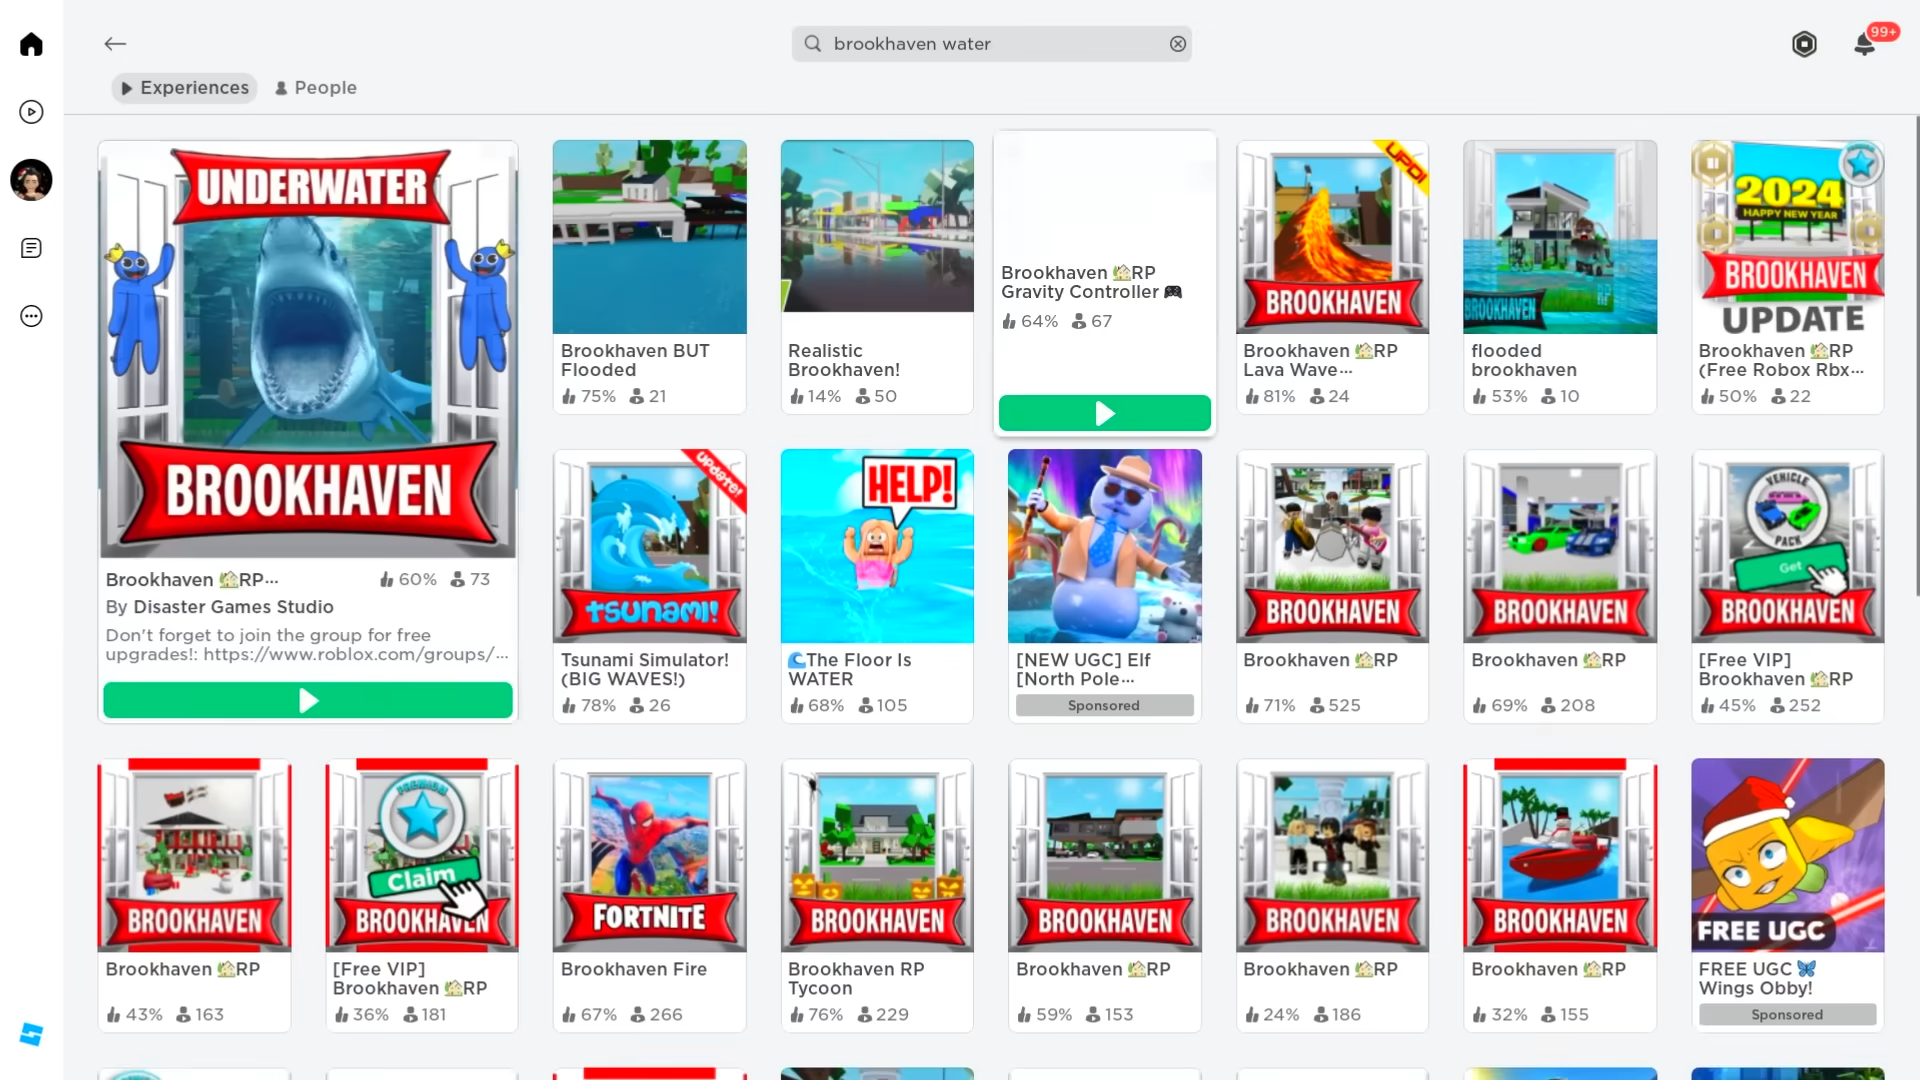 brookhaven water
99+
Experiences
People
UNDERWATER
BROOKHAVEN
Brookhaven 🏡RP...
60% 73
By Disaster Games Studio
Don't forget to join the group for free
upgrades!: https://www.roblox.com/groups/...
Brookhaven BUT
Flooded
75% 21
Realistic
Brookhaven!
14% 50
Brookhaven 🏡RP
Gravity Controller 🎮
64% 67
UPD!
BROOKHAVEN
Brookhaven 🏡RP
Lava Wave...
81% 24
BROOKHAVEN
flooded
brookhaven
53% 10
2024
HAPPY NEW YEAR
BROOKHAVEN
UPDATE
Brookhaven 🏡RP
(Free Robox Rbx...
50% 22
Update!
TSUNAMI!
Tsunami Simulator!
(BIG WAVES!)
78% 26
HELP!
🌊The Floor Is
WATER
68% 105
[NEW UGC] Elf
[North Pole...
Sponsored
BROOKHAVEN
Brookhaven 🏡RP
71% 525
BROOKHAVEN
Brookhaven 🏡RP
69% 208
VEHICLE
PACK
Get
BROOKHAVEN
[Free VIP]
Brookhaven 🏡RP
45% 252
BROOKHAVEN
Brookhaven 🏡RP
43% 163
PREMIUM
Claim
BROOKHAVEN
[Free VIP]
Brookhaven 🏡RP
36% 181
FORTNITE
Brookhaven Fire
67% 266
BROOKHAVEN
Brookhaven RP
Tycoon
76% 229
BROOKHAVEN
Brookhaven 🏡RP
59% 153
BROOKHAVEN
Brookhaven 🏡RP
24% 186
BROOKHAVEN
Brookhaven 🏡RP
32% 155
FREE UGC
FREE UGC 🦋
Wings Obby!
Sponsored